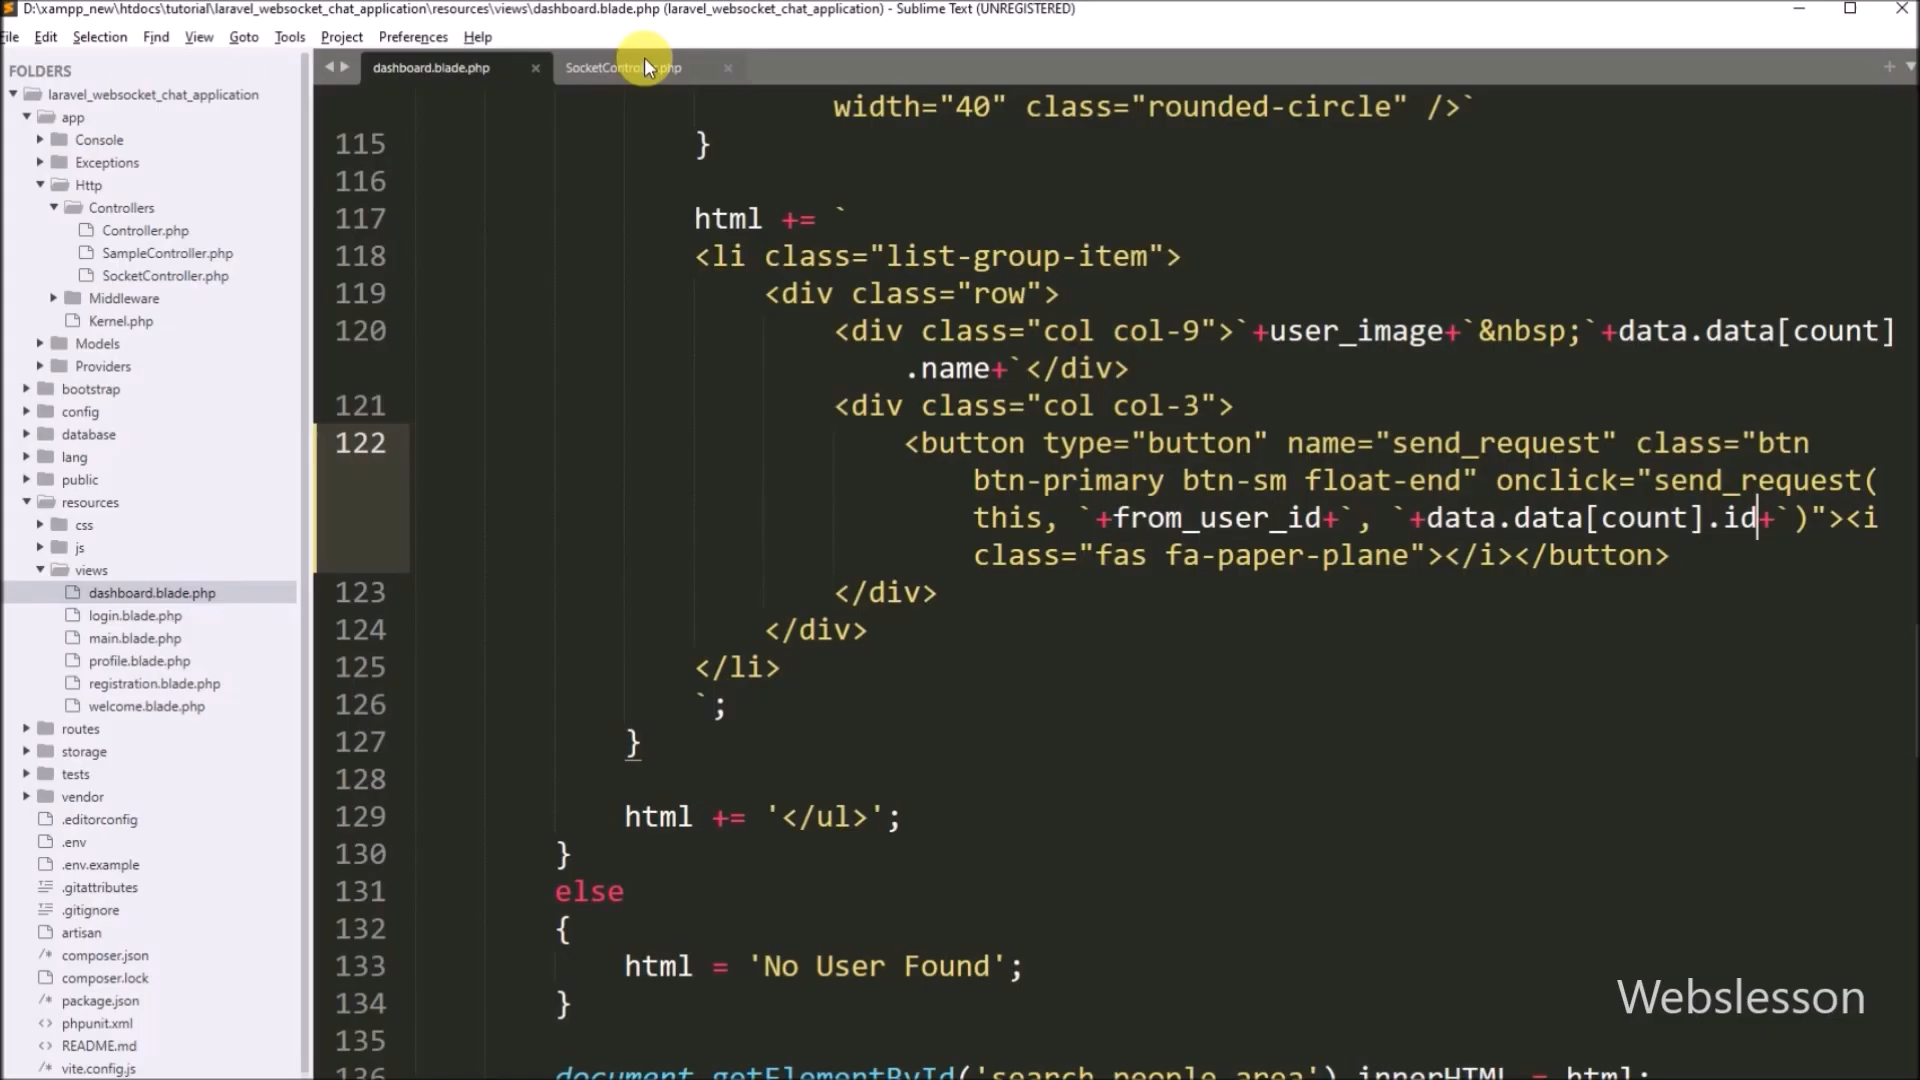 D:\xampp_new\htdocs\tutorial\laravel_websocket_chat_application\resources\views\dashboard.blade.php (laravel_websocket_chat_application) - Sublime Text (UNREGISTERED)
File Edit Selection Find View Goto Tools Project Preferences Help
FOLDERS
laravel_websocket_chat_application
app
Console
Exceptions
Http
Controllers
Controller.php
SampleController.php
SocketController.php
Middleware
Kernel.php
Models
Providers
bootstrap
config
database
lang
public
resources
css
js
views
dashboard.blade.php
login.blade.php
main.blade.php
profile.blade.php
registration.blade.php
welcome.blade.php
routes
storage
tests
vendor
.editorconfig
.env
.env.example
.gitattributes
.gitignore
artisan
composer.json
composer.lock
package.json
phpunit.xml
README.md
vite.config.js
dashboard.blade.php SocketController.php
width="40" class="rounded-circle" />`
115 }
116
117 html += `
118 <li class="list-group-item">
119 <div class="row">
120 <div class="col col-9">`+user_image+`&nbsp;`+data.data[count]
.name+`</div>
121 <div class="col col-3">
122 <button type="button" name="send_request" class="btn
btn-primary btn-sm float-end" onclick="send_request(
this, `+from_user_id+`, `+data.data[count].id+`)"><i
class="fas fa-paper-plane"></i></button>
123 </div>
124 </div>
125 </li>
126 `;
127 }
128
129 html += '</ul>';
130 }
131 else
132 {
133 html = 'No User Found';
134 }
135
136 document.getElementById('search_people_area').innerHTML = html;
Webslesson